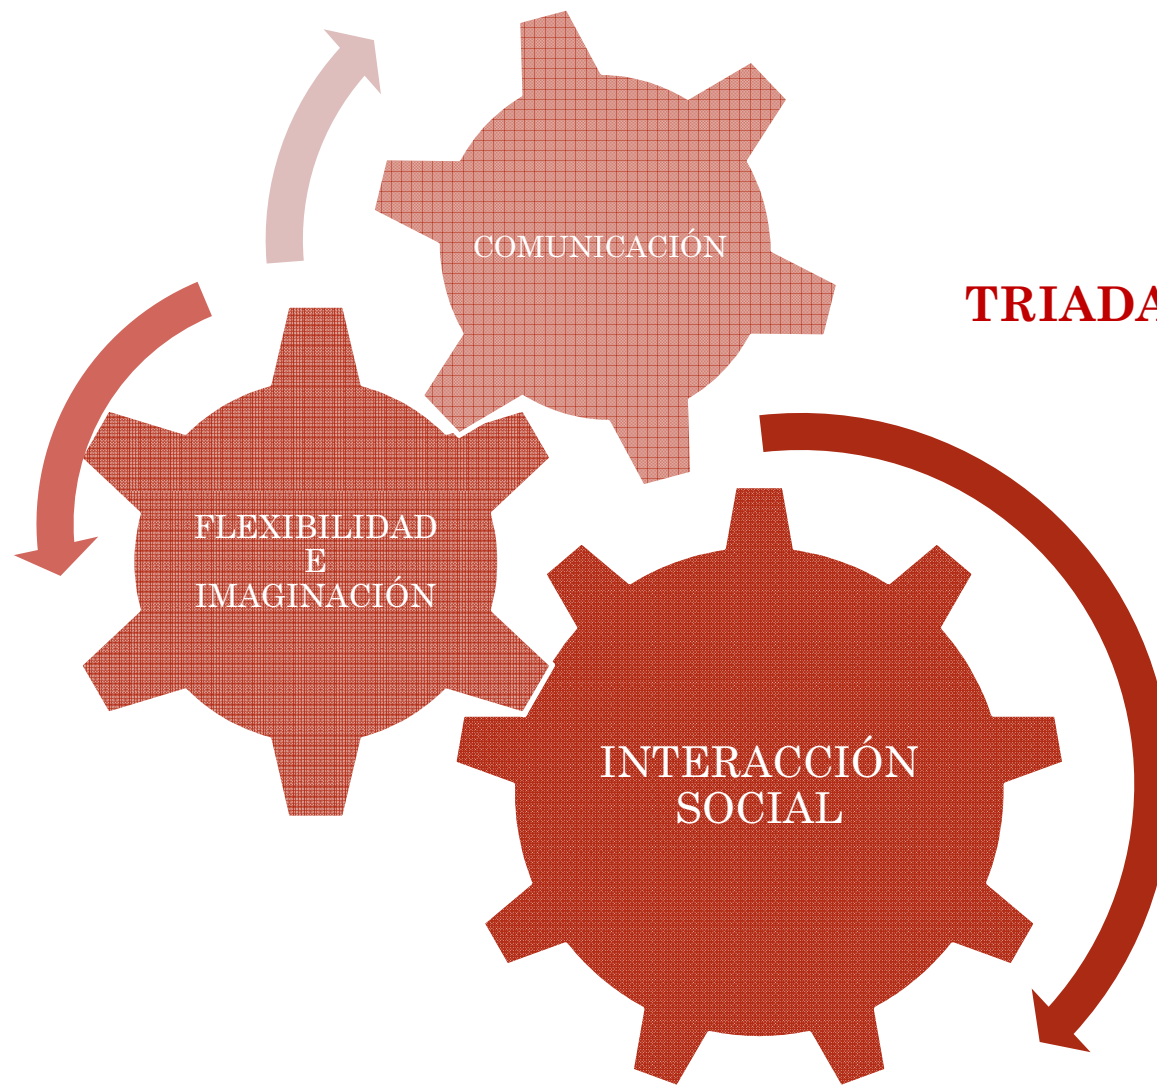 COMUNICACIÓN
TRIADA
FLEXIBILIDAD
E
IMAGINACIÓN
INTERACCIÓN
SOCIAL